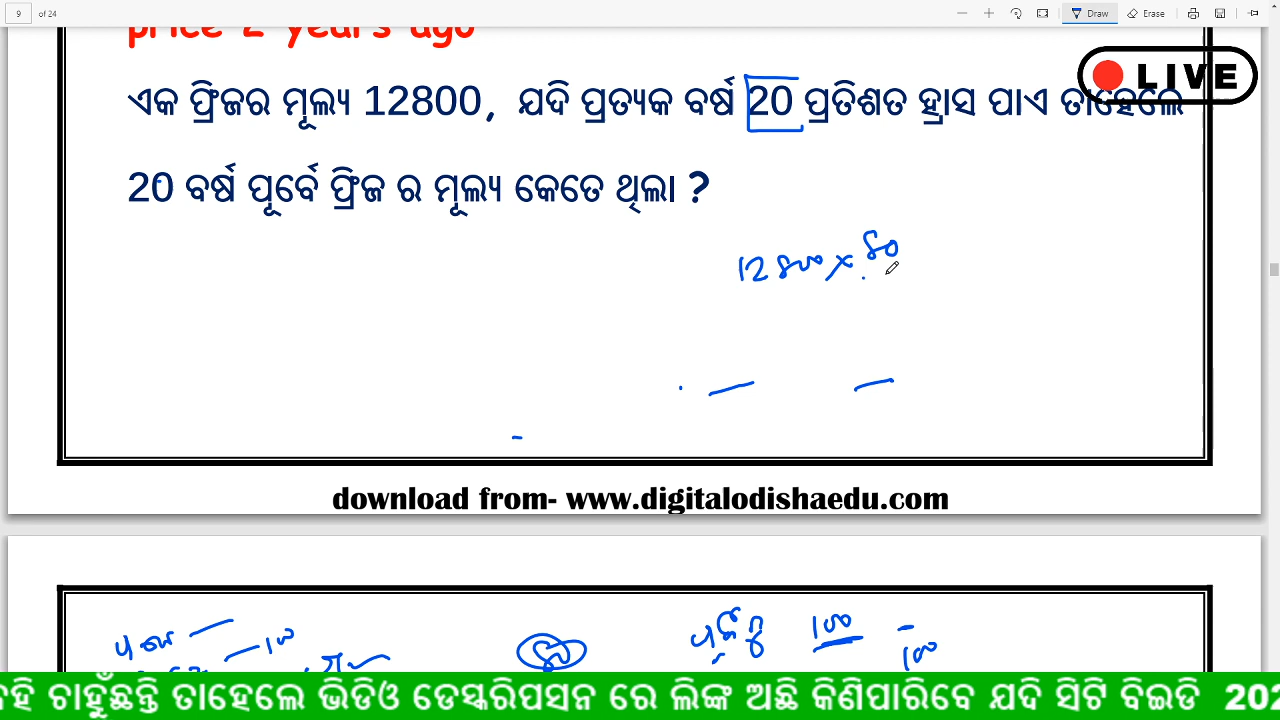 9 of 24 Draw Erase
price 2 years ago
LIVE
ଏକ ଫ୍ରିଜର ମୂଲ୍ୟ 12800, ଯଦି ପ୍ରତ୍ୟକ ବର୍ଷ 20 ପ୍ରତିଶତ ହ୍ରାସ ପାଏ ତାହେଲେ
20 ବର୍ଷ ପୂର୍ବେ ଫ୍ରିଜ ର ମୂଲ୍ୟ କେତେ ଥିଲା ?
12800 × 80
download from- www.digitalodishaedu.com
100
100 100
ନହି ଚାହୁଁଛନ୍ତି ତାହେଲେ ଭିଡିଓ ଡେସ୍କରିପସନ ରେ ଲିଙ୍କ ଅଛି କିଣିପାରିବେ ଯଦି ସିଟି ବିଇଡି 202